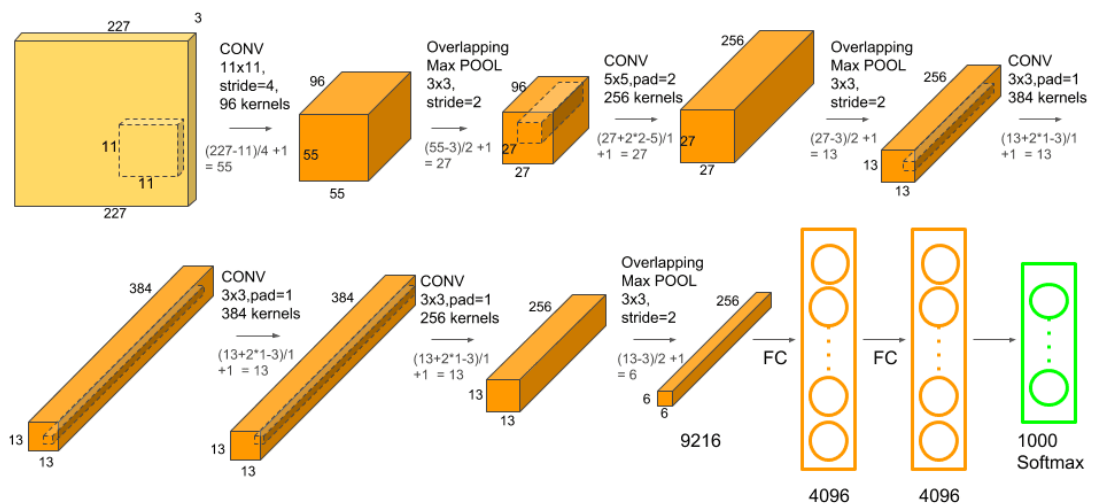 227
3
11
11
227
CONV
11x11,
stride=4,
96 kernels
(227-11)/4 +1
= 55
96
55
55
Overlapping
Max POOL
3x3,
stride=2
(55-3)/2 +1
= 27
96
27
27
CONV
5x5,pad=2
256 kernels
(27+2*2-5)/1
+1 = 27
256
27
27
Overlapping
Max POOL
3x3,
stride=2
(27-3)/2 +1
= 13
256
13
13
CONV
3x3,pad=1
384 kernels
(13+2*1-3)/1
+1 = 13
384
13
13
CONV
3x3,pad=1
384 kernels
(13+2*1-3)/1
+1 = 13
384
13
13
CONV
3x3,pad=1
256 kernels
(13+2*1-3)/1
+1 = 13
256
13
13
Overlapping
Max POOL
3x3,
stride=2
(13-3)/2 +1
= 6
256
6
6
9216
FC
4096
FC
4096
1000
Softmax